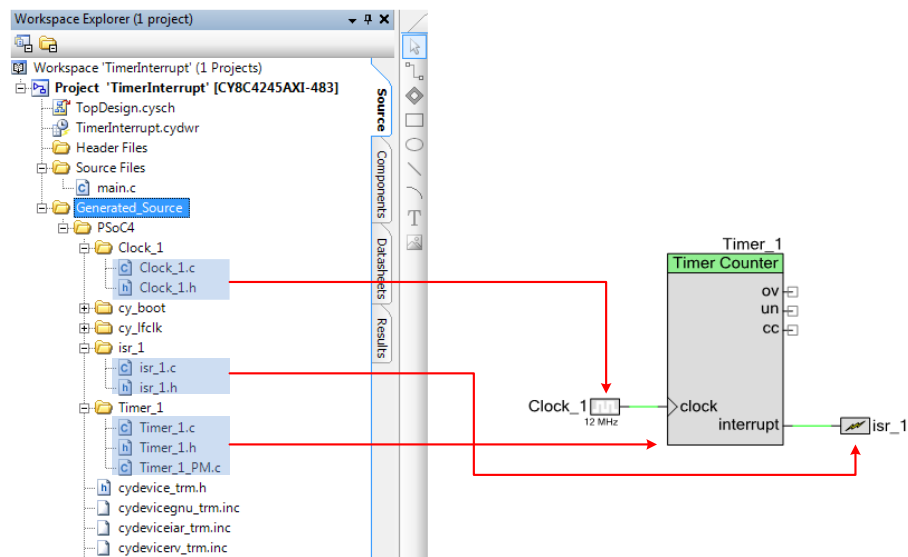 Workspace Explorer (1 project)
Workspace 'TimerInterrupt' (1 Projects)
Project 'TimerInterrupt' [CY8C4245AXI-483]
TopDesign.cysch
TimerInterrupt.cydwr
Header Files
Source Files
main.c
Generated_Source
PSoC4
Clock_1
Clock_1.c
Clock_1.h
cy_boot
cy_lfclk
isr_1
isr_1.c
isr_1.h
Timer_1
Timer_1.c
Timer_1.h
Timer_1_PM.c
cydevice_trm.h
cydevicegnu_trm.inc
cydeviceiar_trm.inc
cydevicerv_trm.inc
Source
Components
Datasheets
Results
T
Timer_1
Timer Counter
ov
un
cc
Clock_1
12 MHz
clock
interrupt
isr_1